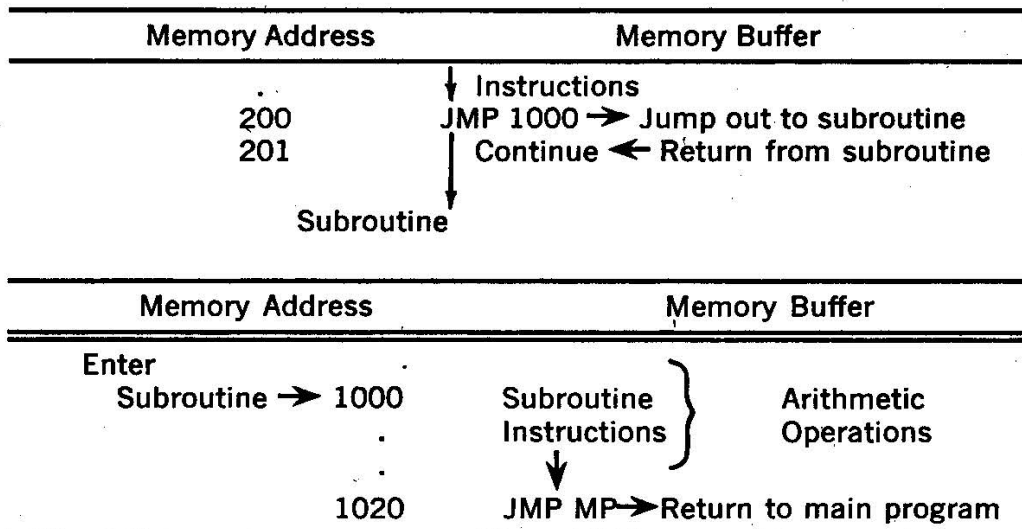 Memory Address Memory Buffer
Instructions
200 JMP 1000 → Jump out to subroutine
201 Continue ← Return from subroutine
Subroutine
Memory Address Memory Buffer
Enter
Subroutine → 1000 Subroutine Arithmetic
Instructions Operations
1020 JMP MP→Return to main program